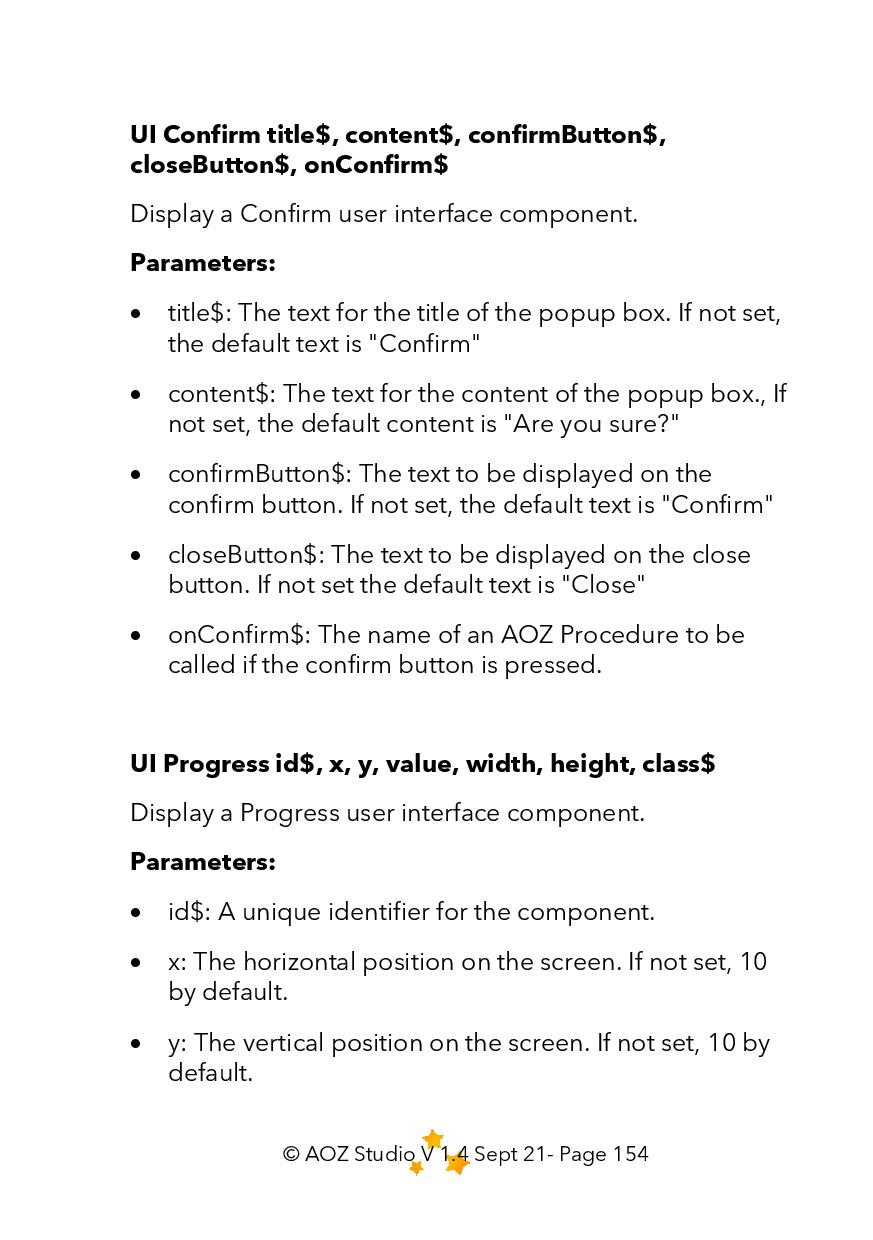 UI Confirm title$, content$, confirmButton$,
closeButton$, onConfirm$
Display a Confirm user interface component.
Parameters:
• title$: The text for the title of the popup box. If not set,
the default text is "Confirm"
• content$: The text for the content of the popup box., If
not set, the default content is "Are you sure?"
• confirmButton$: The text to be displayed on the
confirm button. If not set, the default text is "Confirm"
• closeButton$: The text to be displayed on the close
button. If not set the default text is "Close"
• onConfirm$: The name of an AOZ Procedure to be
called if the confirm button is pressed.
UI Progress id$, x, y, value, width, height, class$
Display a Progress user interface component.
Parameters:
• id$: A unique identifier for the component.
• x: The horizontal position on the screen. If not set, 10
by default.
• y: The vertical position on the screen. If not set, 10 by
default.
© AOZ Studio V 1.4 Sept 21- Page 154